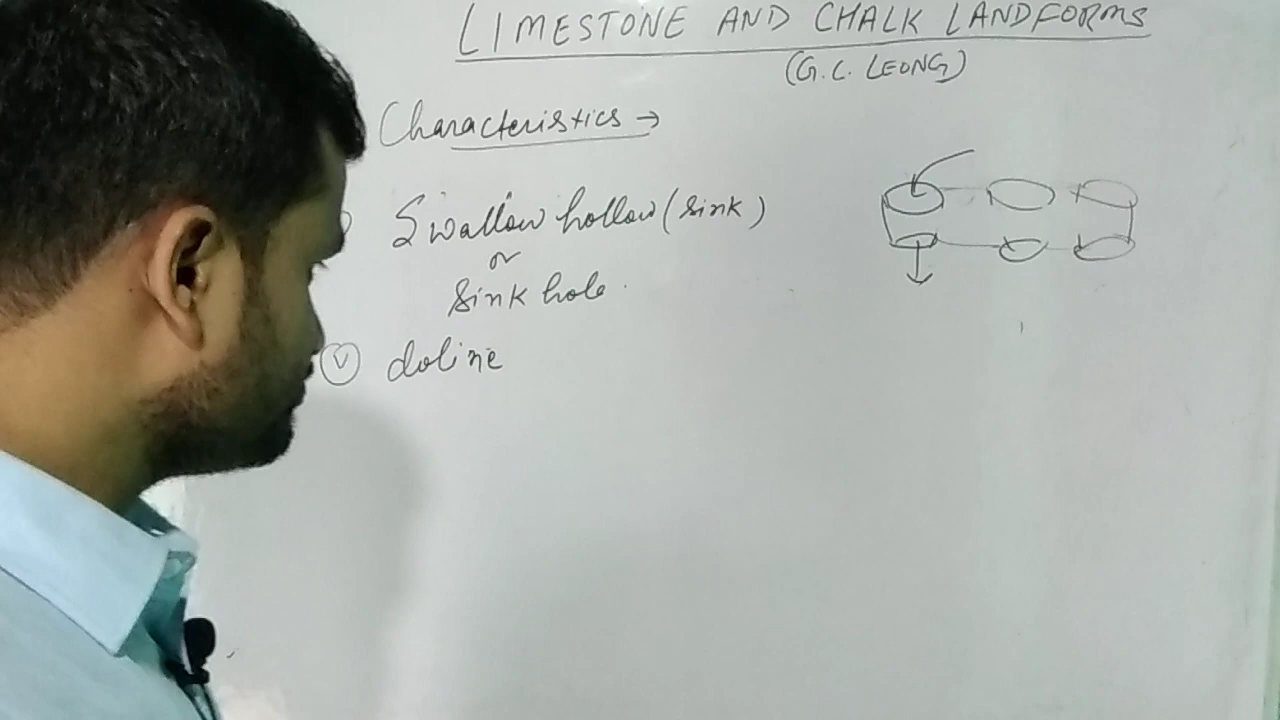 LIMESTONE AND CHALK LANDFORMS
(G.C. LEONG)
Characteristics →
Swallow hollow (sink)
or
Sink hole.
Ⓥ doline